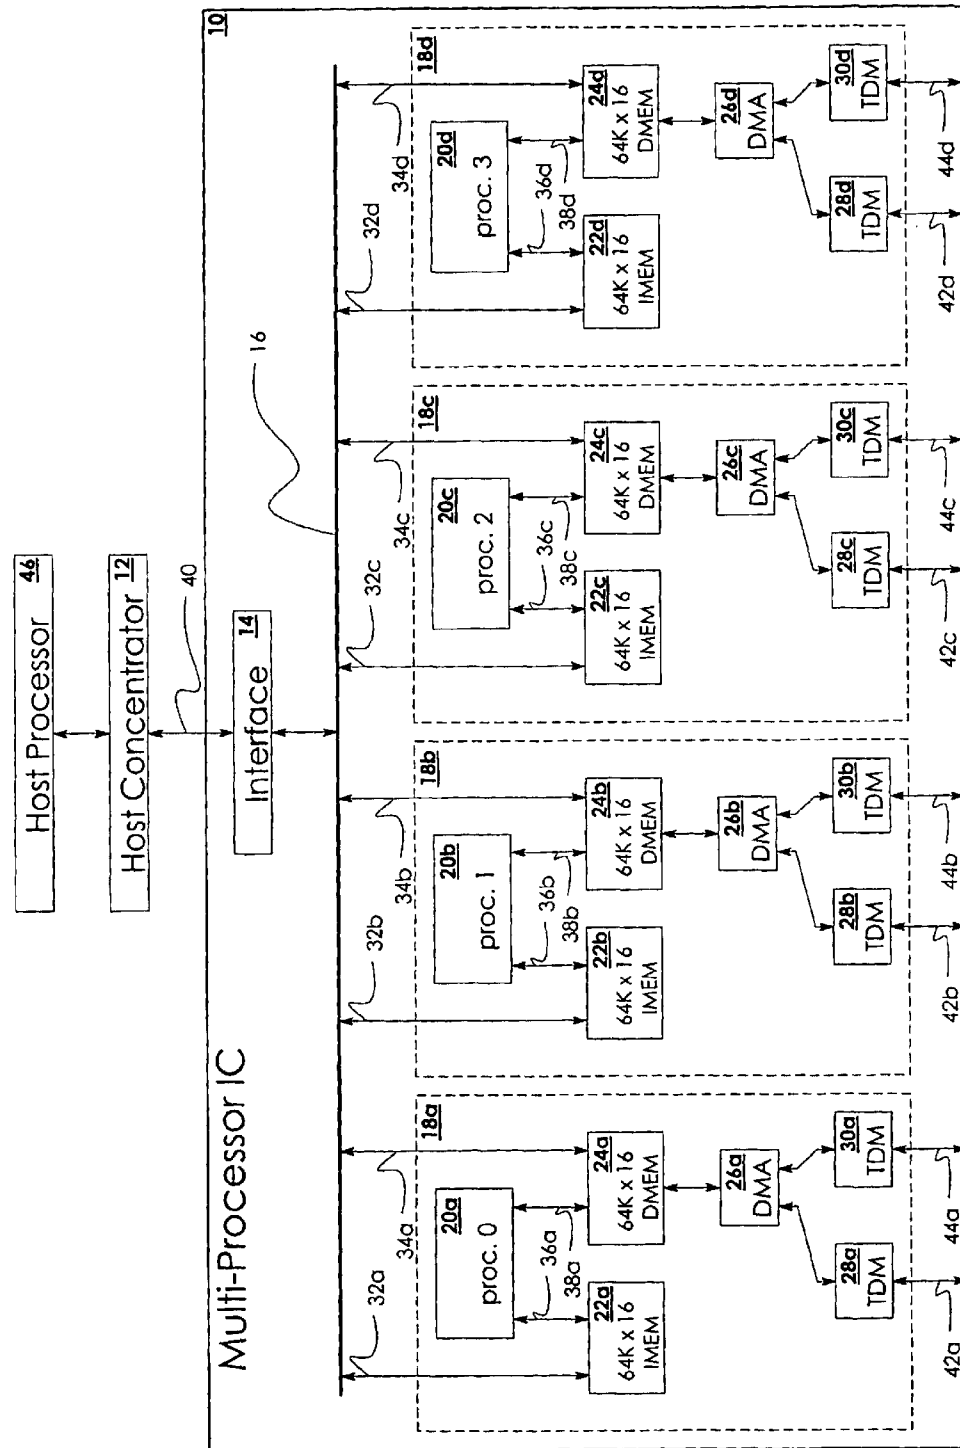 Host Processor
46
Host Concentrator
12
40
10
Multi-Processor IC
Interface
14
16
32a
34a
18a
20a
proc. 0
36a
38a
22a
64K x 16
IMEM
24a
64K x 16
DMEM
26a
DMA
28a
TDM
30a
TDM
42a
44a
32b
34b
18b
20b
proc. 1
36b
38b
22b
64K x 16
IMEM
24b
64K x 16
DMEM
26b
DMA
28b
TDM
30b
TDM
42b
44b
32c
34c
18c
20c
proc. 2
36c
38c
22c
64K x 16
IMEM
24c
64K x 16
DMEM
26c
DMA
28c
TDM
30c
TDM
42c
44c
32d
34d
18d
20d
proc. 3
36d
38d
22d
64K x 16
IMEM
24d
64K x 16
DMEM
26d
DMA
28d
TDM
30d
TDM
42d
44d